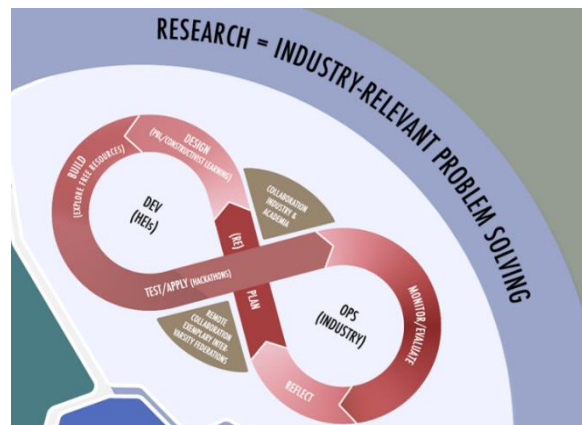 RESEARCH = INDUSTRY-RELEVANT PROBLEM SOLVING
DESIGN
(PBL/CONSTRUCTIVIST LEARNING)
BUILD
(EXPLORE FREE RESOURCES)
DEV
(HEIs)
COLLABORATION
INDUSTRY &
ACADEMIA
(RE)
PLAN
TEST/APPLY (HACKATHONS)
OPS
(INDUSTRY)
MONITOR/EVALUATE
REMOTE
COLLABORATION
EXEMPLARY INTER-
VARSITY FEDERATIONS
REFLECT